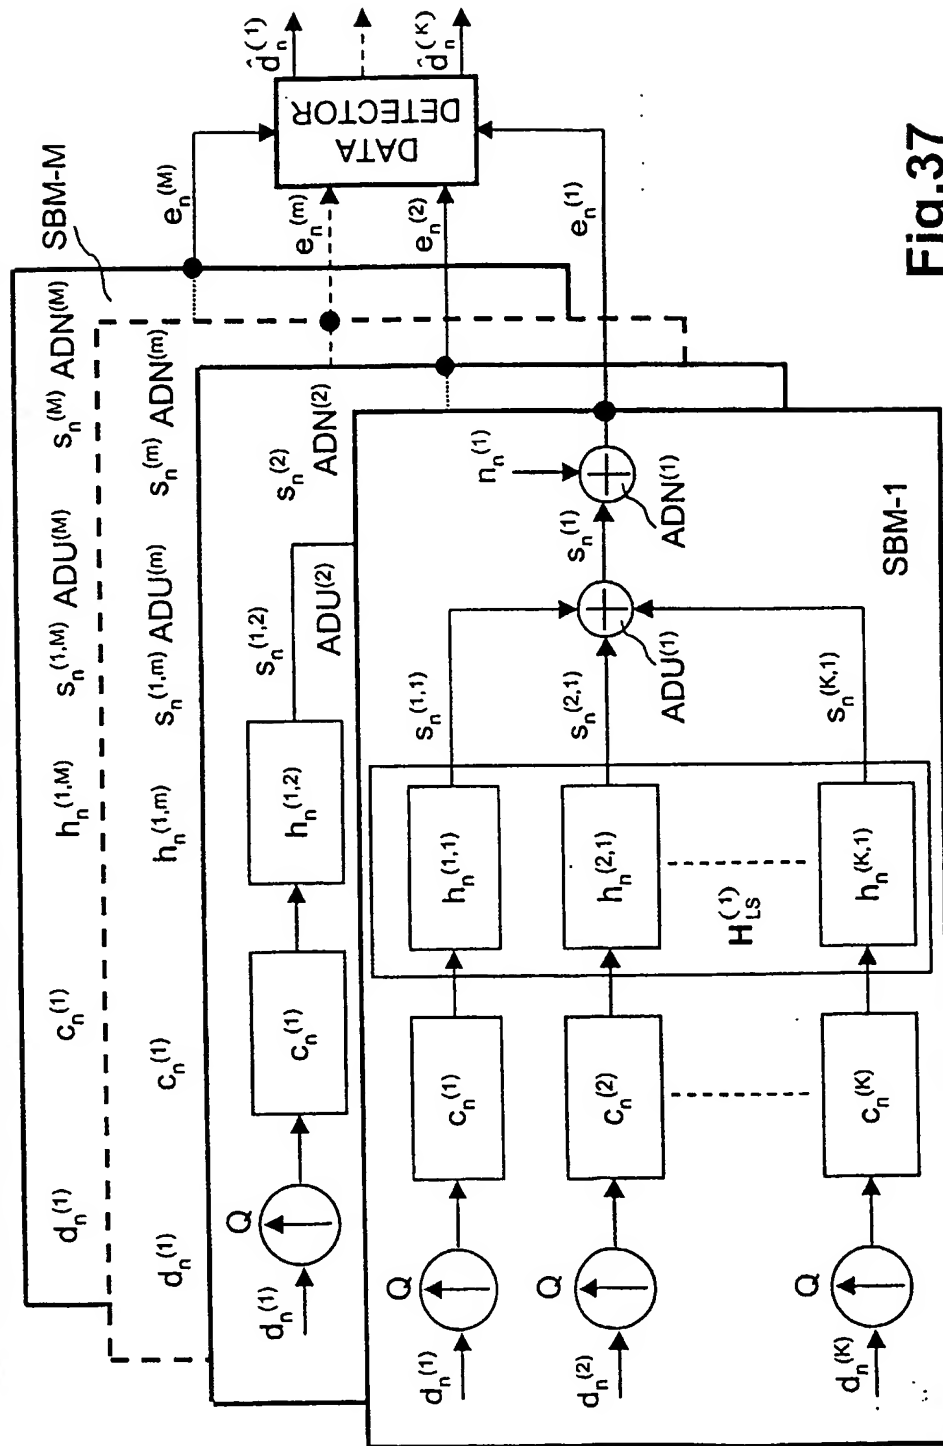 SBM-M
d_n^(1) c_n^(1) h_n^(1,M) s_n^(1,M) ADU^(M) s_n^(M) ADN^(M) e_n^(M)
d_n^(1) c_n^(1) h_n^(1,m) s_n^(1,m) ADU^(m) s_n^(m) ADN^(m) e_n^(m)
d_n^(1) Q c_n^(1) h_n^(1,2) s_n^(1,2) ADU^(2) s_n^(2) ADN^(2) e_n^(2)
d_n^(1) Q c_n^(1) h_n^(1,1) s_n^(1,1)
n_n^(1)
d_n^(2) Q c_n^(2) h_n^(2,1) s_n^(2,1) ADU^(1) s_n^(1) ADN^(1) e_n^(1)
H_LS^(1)
d_n^(K) Q c_n^(K) h_n^(K,1) s_n^(K,1)
SBM-1
DATA
DETECTOR
d̂_n^(1)
d̂_n^(K)
Fig.37